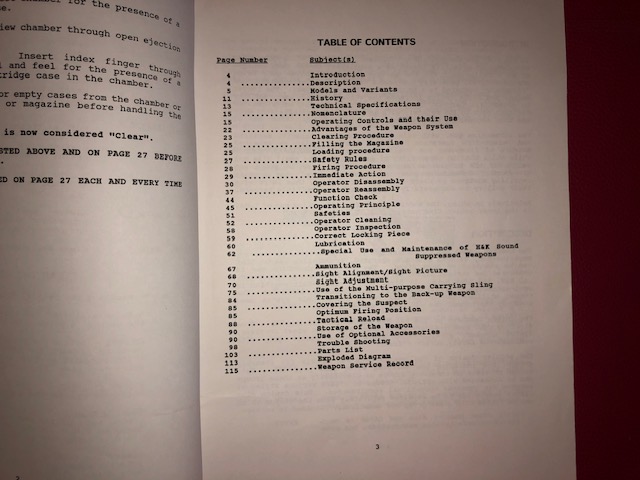 chamber for the presence of a
e.
iew chamber through open ejection
Insert index finger through
and feel for the presence of a
tridge case in the chamber.
or empty cases from the chamber or
or magazine before handling the
is now considered "Clear".
STED ABOVE AND ON PAGE 27 BEFORE
ED ON PAGE 27 EACH AND EVERY TIME
3
TABLE OF CONTENTS
Page Number Subject(s)
4 Introduction
4 ..............Description
5 Models and Variants
11 ..............History
13 Technical Specifications
15 ..............Nomenclature
15 Operating Controls and their Use
22 ..............Advantages of the Weapon System
23 Clearing Procedure
25 ..............Filling the Magazine
25 Loading procedure
27 ..............Safety Rules
28 Firing Procedure
29 ..............Immediate Action
30 Operator Disassembly
37 ..............Operator Reassembly
44 Function Check
45 ..............Operating Principle
51 Safeties
52 ..............Operator Cleaning
58 Operator Inspection
59 ..............Correct Locking Piece
60 Lubrication
62 ..............Special Use and Maintenance of H&K Sound
Suppressed Weapons
67 Ammunition
68 ..............Sight Alignment/Sight Picture
70 Sight Adjustment
75 ..............Use of the Multi-purpose Carrying Sling
84 Transitioning to the Back-up Weapon
85 ..............Covering the Suspect
85 Optimum Firing Position
88 ..............Tactical Reload
90 Storage of the Weapon
90 ..............Use of Optional Accessories
98 Trouble Shooting
103 ..............Parts List
113 Exploded Diagram
115 ..............Weapon Service Record
3